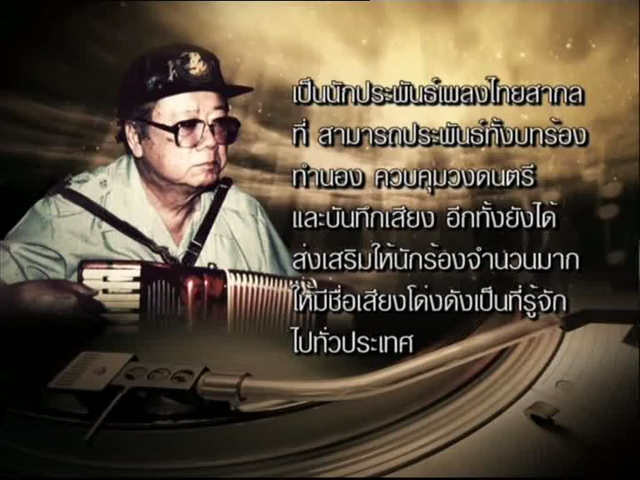 เป็นนักประพันธ์เพลงไทยสากล
ที่ สามารถประพันธ์ทั้งบทร้อง
ทำนอง ควบคุมวงดนตรี
และบันทึกเสียง อีกทั้งยังได้
ส่งเสริมให้นักร้องจำนวนมาก
ให้มีชื่อเสียงโด่งดังเป็นที่รู้จัก
ไปทั่วประเทศ